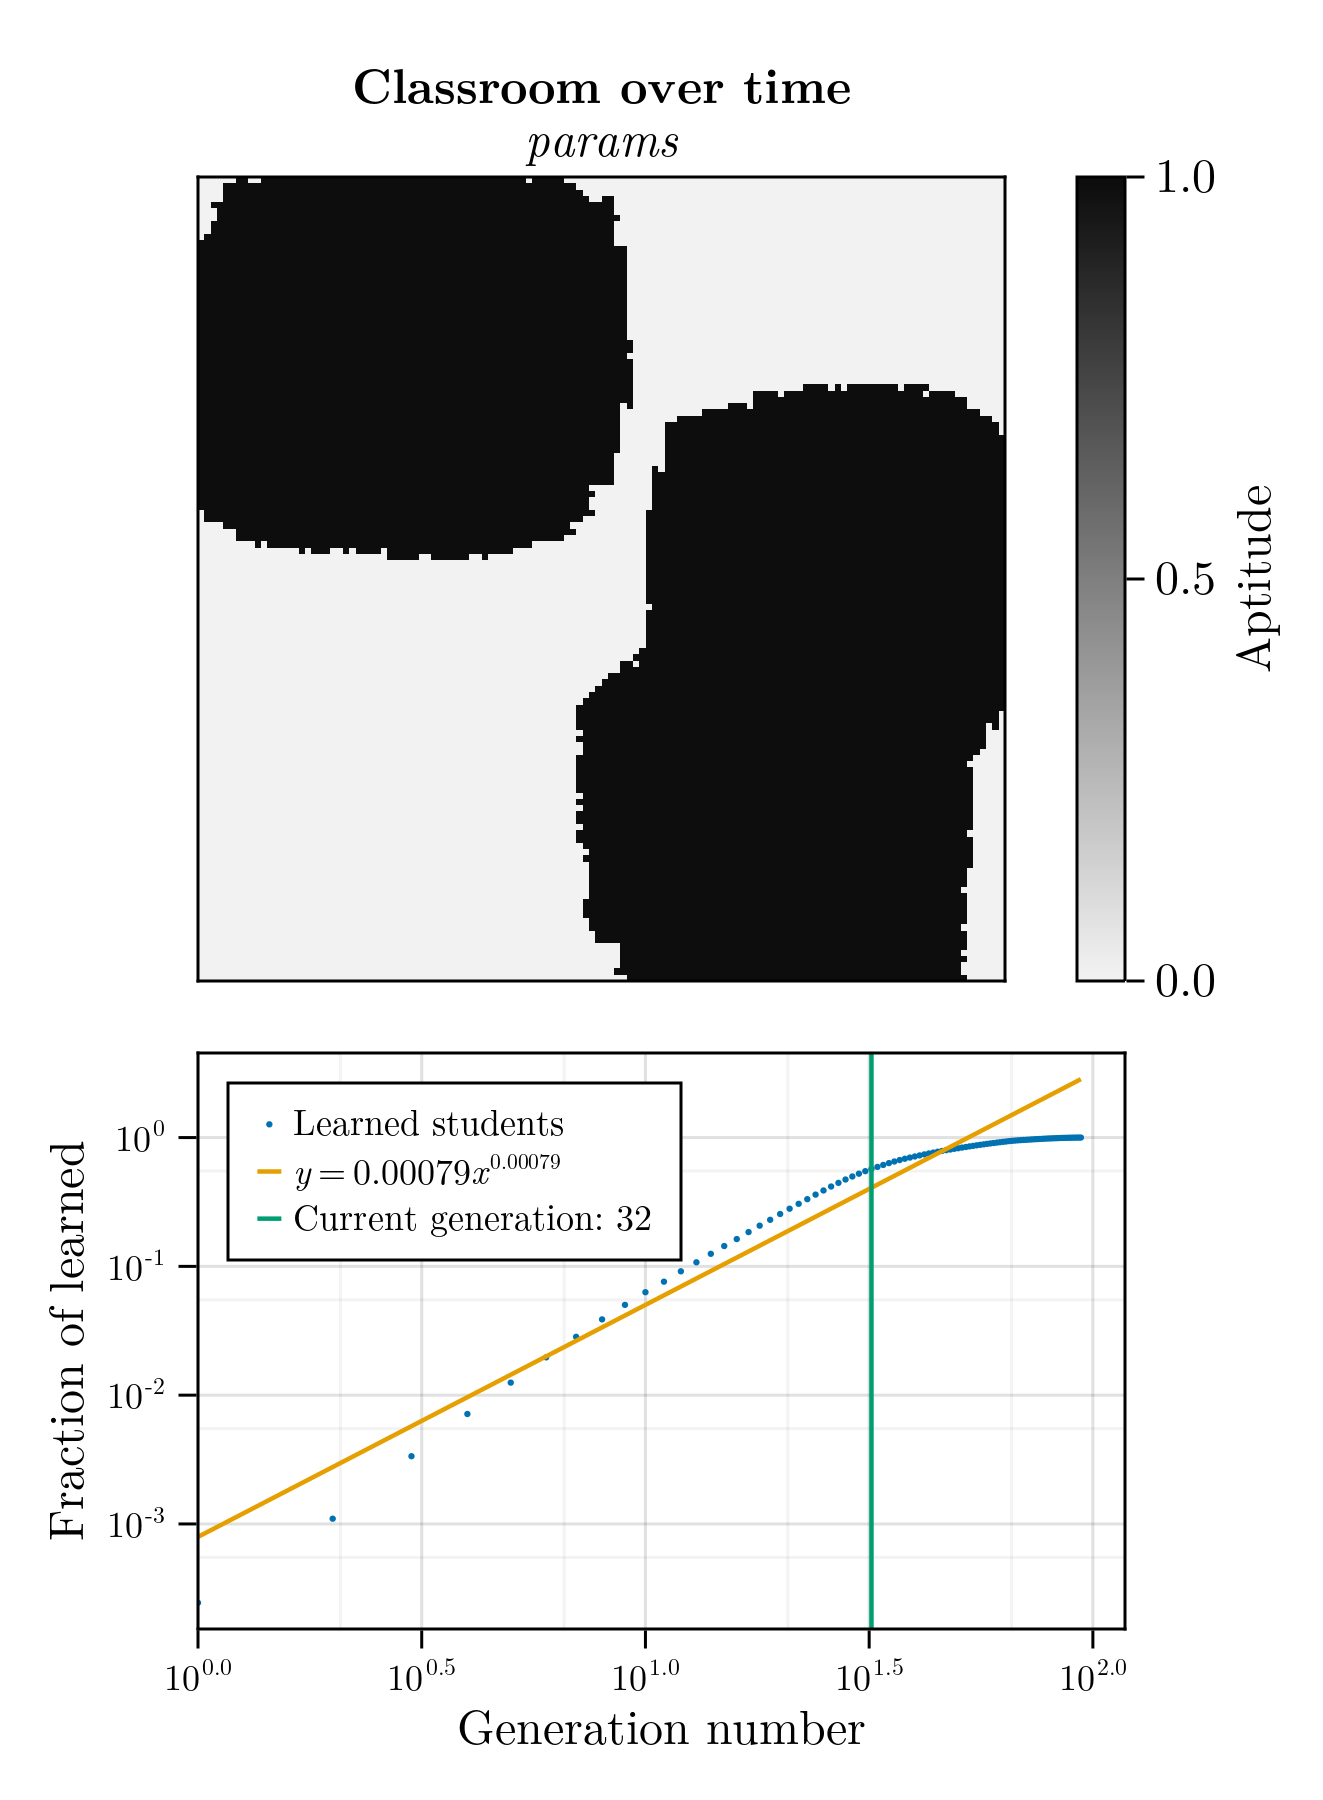 Classroom over time
params
1.0
0.5
0.0
Aptitude
Learned students
y = 0.00079x^0.00079
Current generation: 32
10^0
10^-1
10^-2
10^-3
Fraction of learned
10^0.0 10^0.5 10^1.0 10^1.5 10^2.0
Generation number